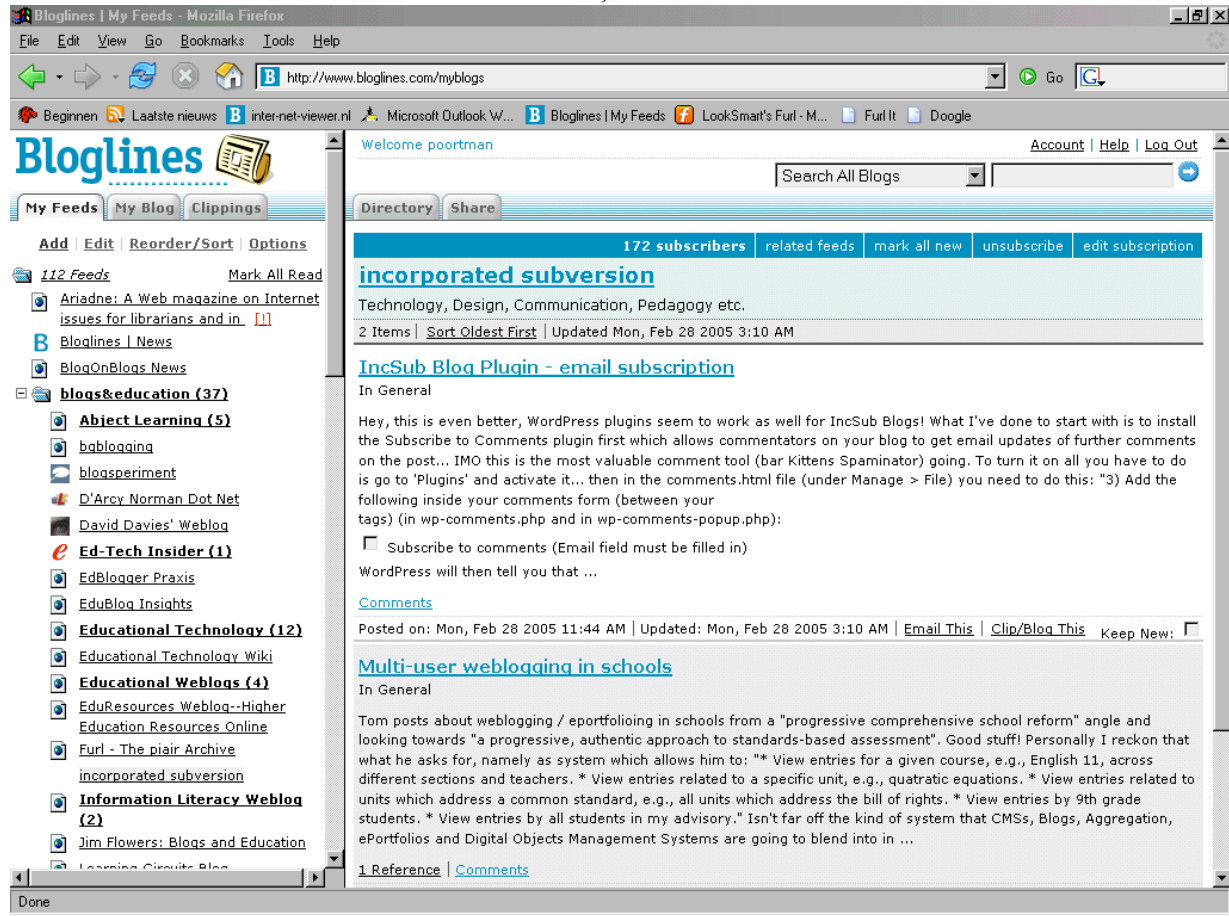 Bloglines | My Feeds - Mozilla Firefox
File Edit View Go Bookmarks Tools Help
B http://www.bloglines.com/myblogs Go G
Beginnen Laatste nieuws B inter-net-viewer.nl Microsoft Outlook W... B Bloglines | My Feeds f LookSmart's Furl - M... Furl It Doogle
Bloglines
My Feeds My Blog Clippings
Add | Edit | Reorder/Sort | Options
112 Feeds Mark All Read
Ariadne: A Web magazine on Internet
issues for librarians and in [!]
B Bloglines | News
BlogOnBlogs News
blogs&education (37)
Abject Learning (5)
bgblogging
blogsperiment
D'Arcy Norman Dot Net
David Davies' Weblog
e Ed-Tech Insider (1)
EdBlogger Praxis
EduBlog Insights
Educational Technology (12)
Educational Technology Wiki
Educational Weblogs (4)
EduResources Weblog--Higher
Education Resources Online
Furl - The piair Archive
incorporated subversion
Information Literacy Weblog
(2)
Jim Flowers: Blogs and Education
Learning Circuits Blog
Welcome poortman Account | Help | Log Out
Search All Blogs
Directory Share
172 subscribers | related feeds | mark all new | unsubscribe | edit subscription
incorporated subversion
Technology, Design, Communication, Pedagogy etc.
2 Items | Sort Oldest First | Updated Mon, Feb 28 2005 3:10 AM
IncSub Blog Plugin - email subscription
In General
Hey, this is even better, WordPress plugins seem to work as well for IncSub Blogs! What I've done to start with is to install
the Subscribe to Comments plugin first which allows commentators on your blog to get email updates of further comments
on the post... IMO this is the most valuable comment tool (bar Kittens Spaminator) going. To turn it on all you have to do
is go to 'Plugins' and activate it... then in the comments.html file (under Manage > File) you need to do this: "3) Add the
following inside your comments form (between your
tags) (in wp-comments.php and in wp-comments-popup.php):
Subscribe to comments (Email field must be filled in)
WordPress will then tell you that ...
Comments
Posted on: Mon, Feb 28 2005 11:44 AM | Updated: Mon, Feb 28 2005 3:10 AM | Email This | Clip/Blog This Keep New:
Multi-user weblogging in schools
In General
Tom posts about weblogging / eportfolioing in schools from a "progressive comprehensive school reform" angle and
looking towards "a progressive, authentic approach to standards-based assessment". Good stuff! Personally I reckon that
what he asks for, namely as system which allows him to: "* View entries for a given course, e.g., English 11, across
different sections and teachers. * View entries related to a specific unit, e.g., quatratic equations. * View entries related to
units which address a common standard, e.g., all units which address the bill of rights. * View entries by 9th grade
students. * View entries by all students in my advisory." Isn't far off the kind of system that CMSs, Blogs, Aggregation,
ePortfolios and Digital Objects Management Systems are going to blend into in ...
1 Reference | Comments
Done